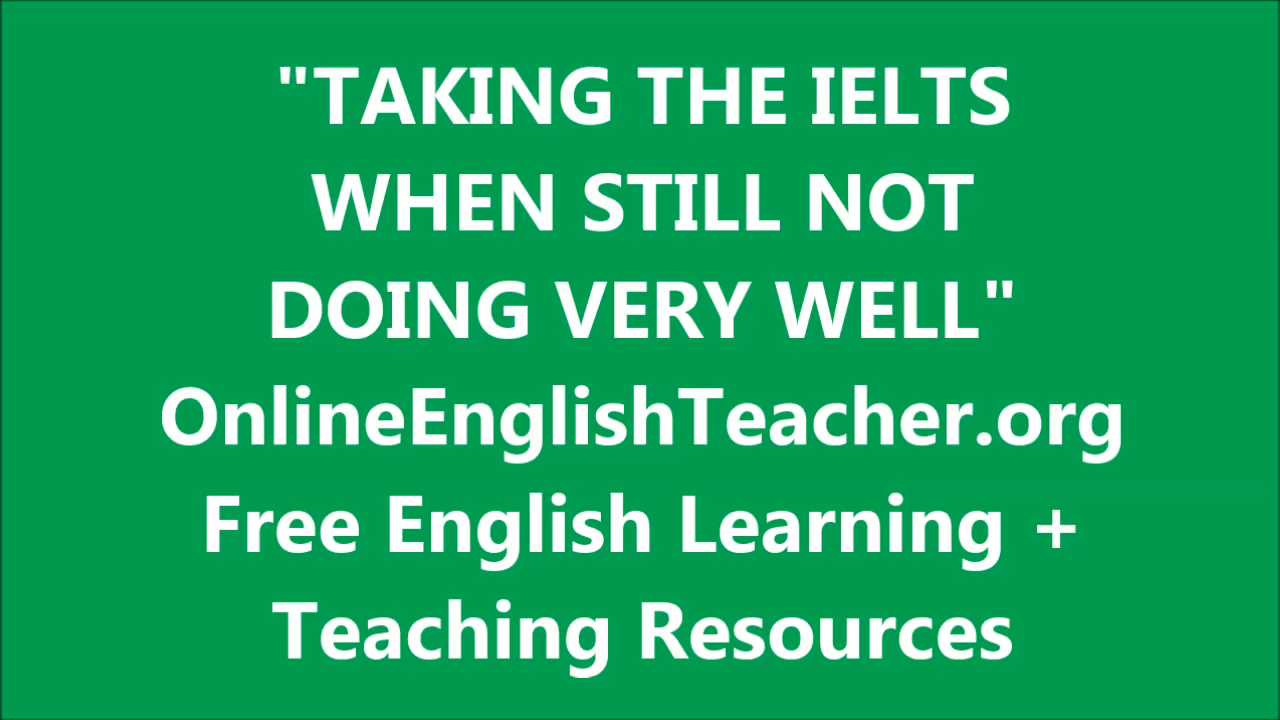 "TAKING THE IELTS
WHEN STILL NOT
DOING VERY WELL"
OnlineEnglishTeacher.org
Free English Learning +
Teaching Resources